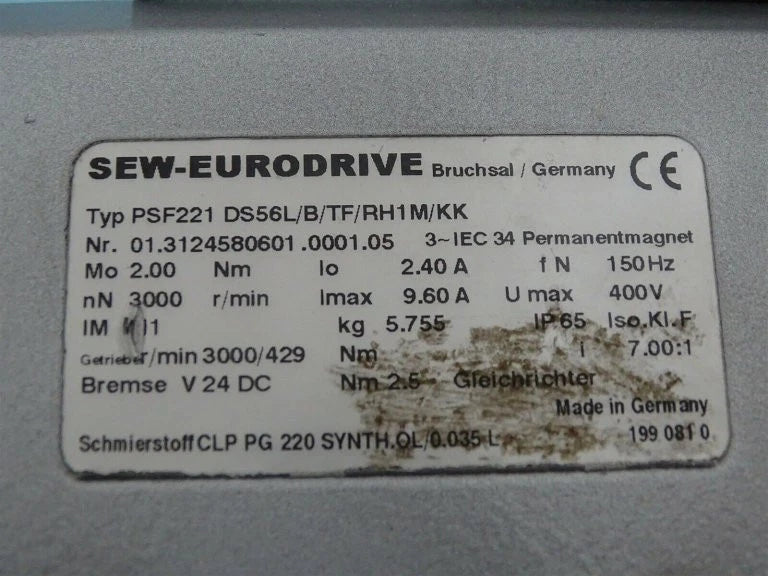 SEW-EURODRIVE Bruchsal / Germany CE
Typ PSF221 DS56L/B/TF/RH1M/KK
Nr. 01.3124580601.0001.05 3~IEC 34 Permanentmagnet
Mo 2.00 Nm Io 2.40 A f N 150Hz
nN 3000 r/min Imax 9.60 A U max 400V
IM kg 5.755 IP 65 Iso.Kl.F
Getriebe r/min 3000/429 Nm i 7.00:1
Bremse V 24 DC Nm 2.5 Gleichrichter
Made in Germany
Schmierstoff CLP PG 220 SYNTH.ÖL/0.035 L 199 081 0